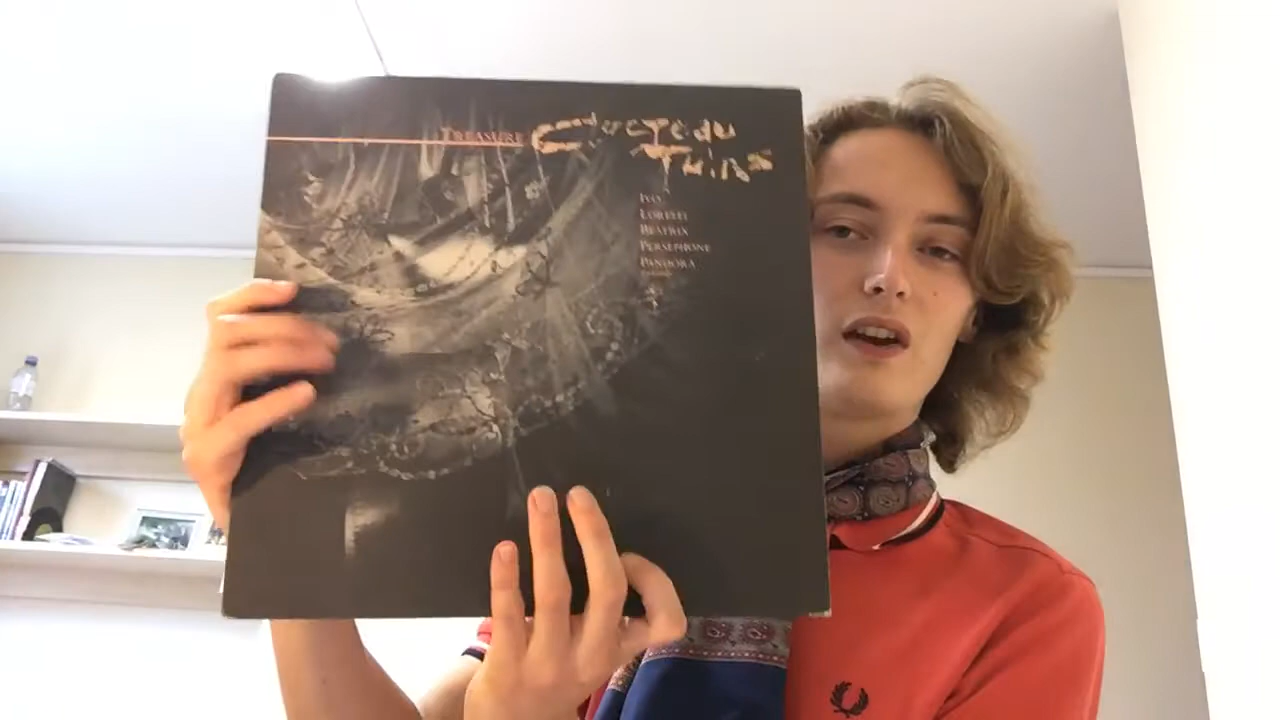 TREASURE
Cocteau
Twins
IVO
LORELEI
BEATRIX
PERSEPHONE
PANDORA